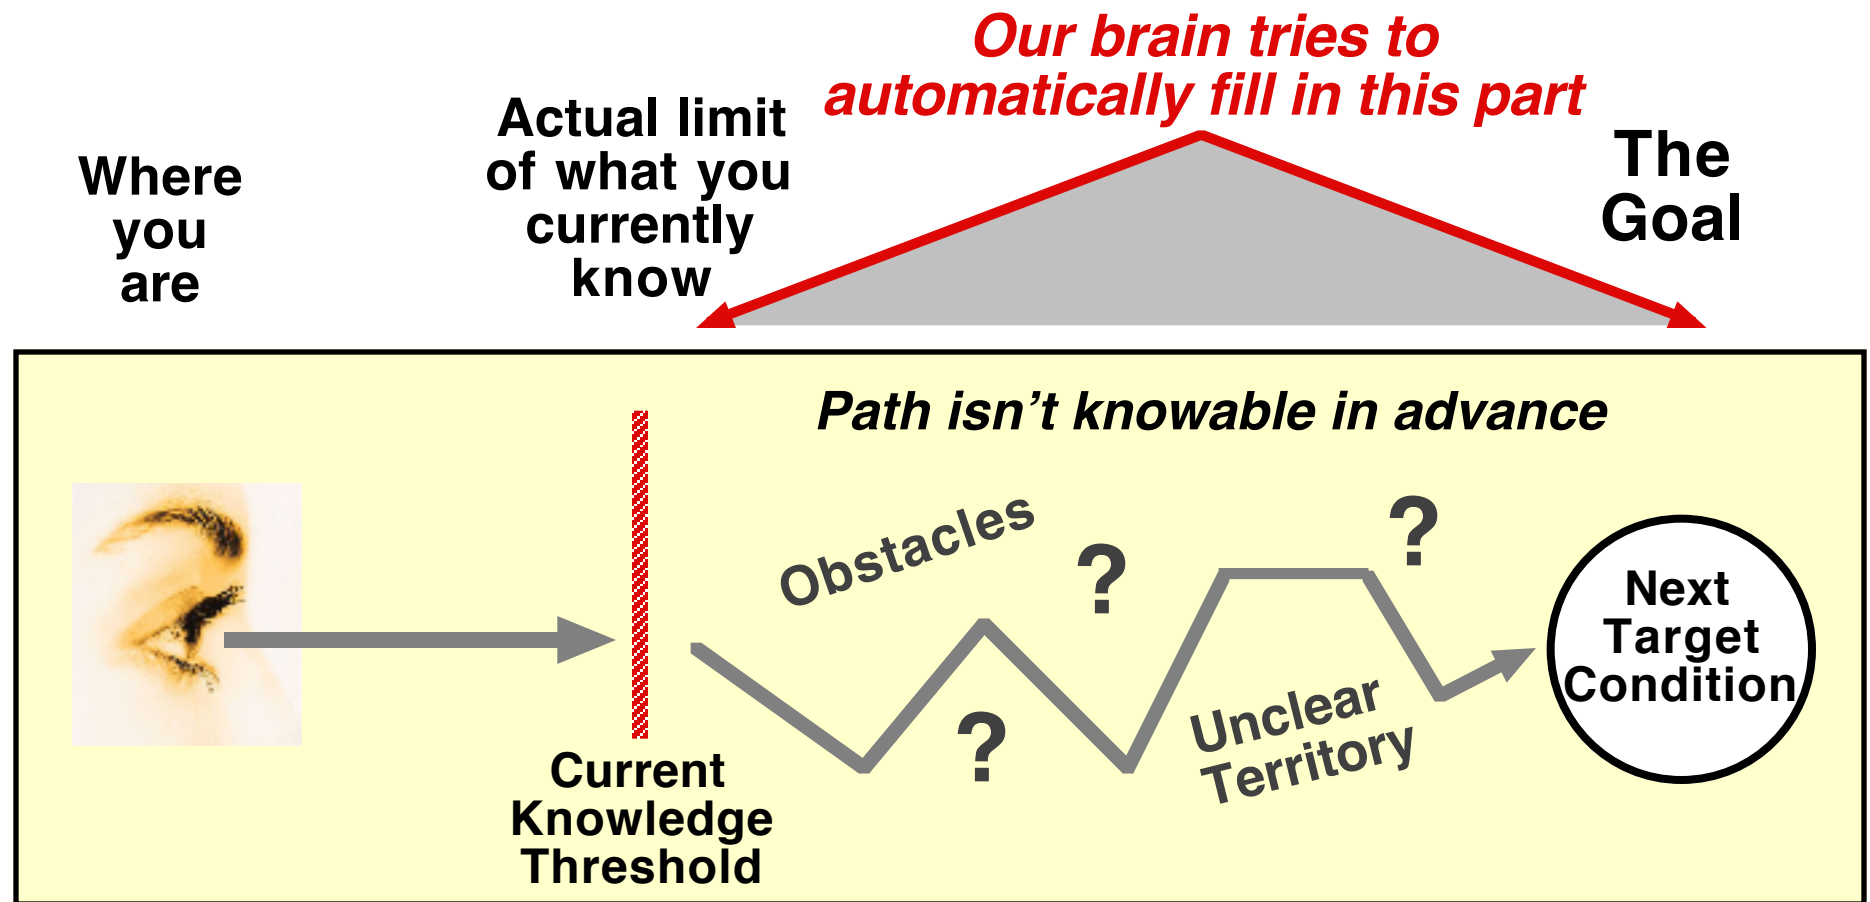 Our brain tries to
automatically fill in this part
Where
you
are
Actual limit
of what you
currently
know
The
Goal
Path isn't knowable in advance
Obstacles
?
?
?
Unclear
Territory
Current
Knowledge
Threshold
Next
Target
Condition